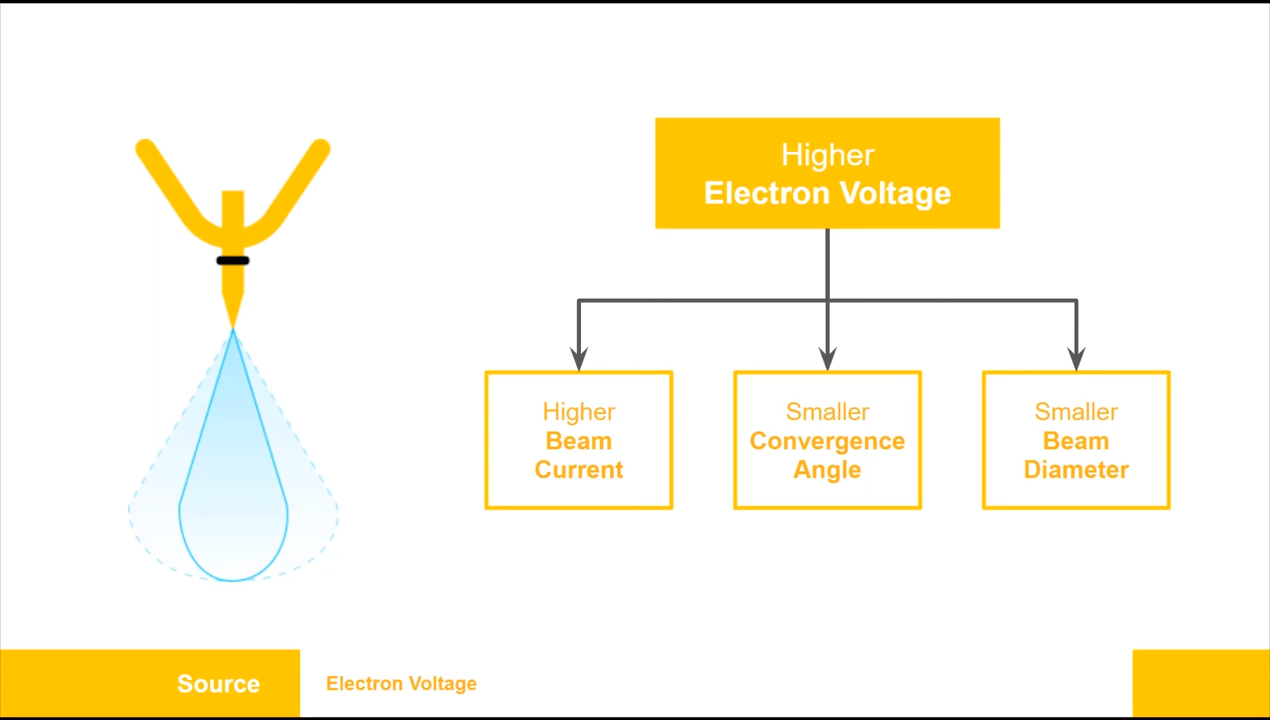 Higher
Electron Voltage
Higher
Beam
Current
Smaller
Convergence
Angle
Smaller
Beam
Diameter
Source
Electron Voltage